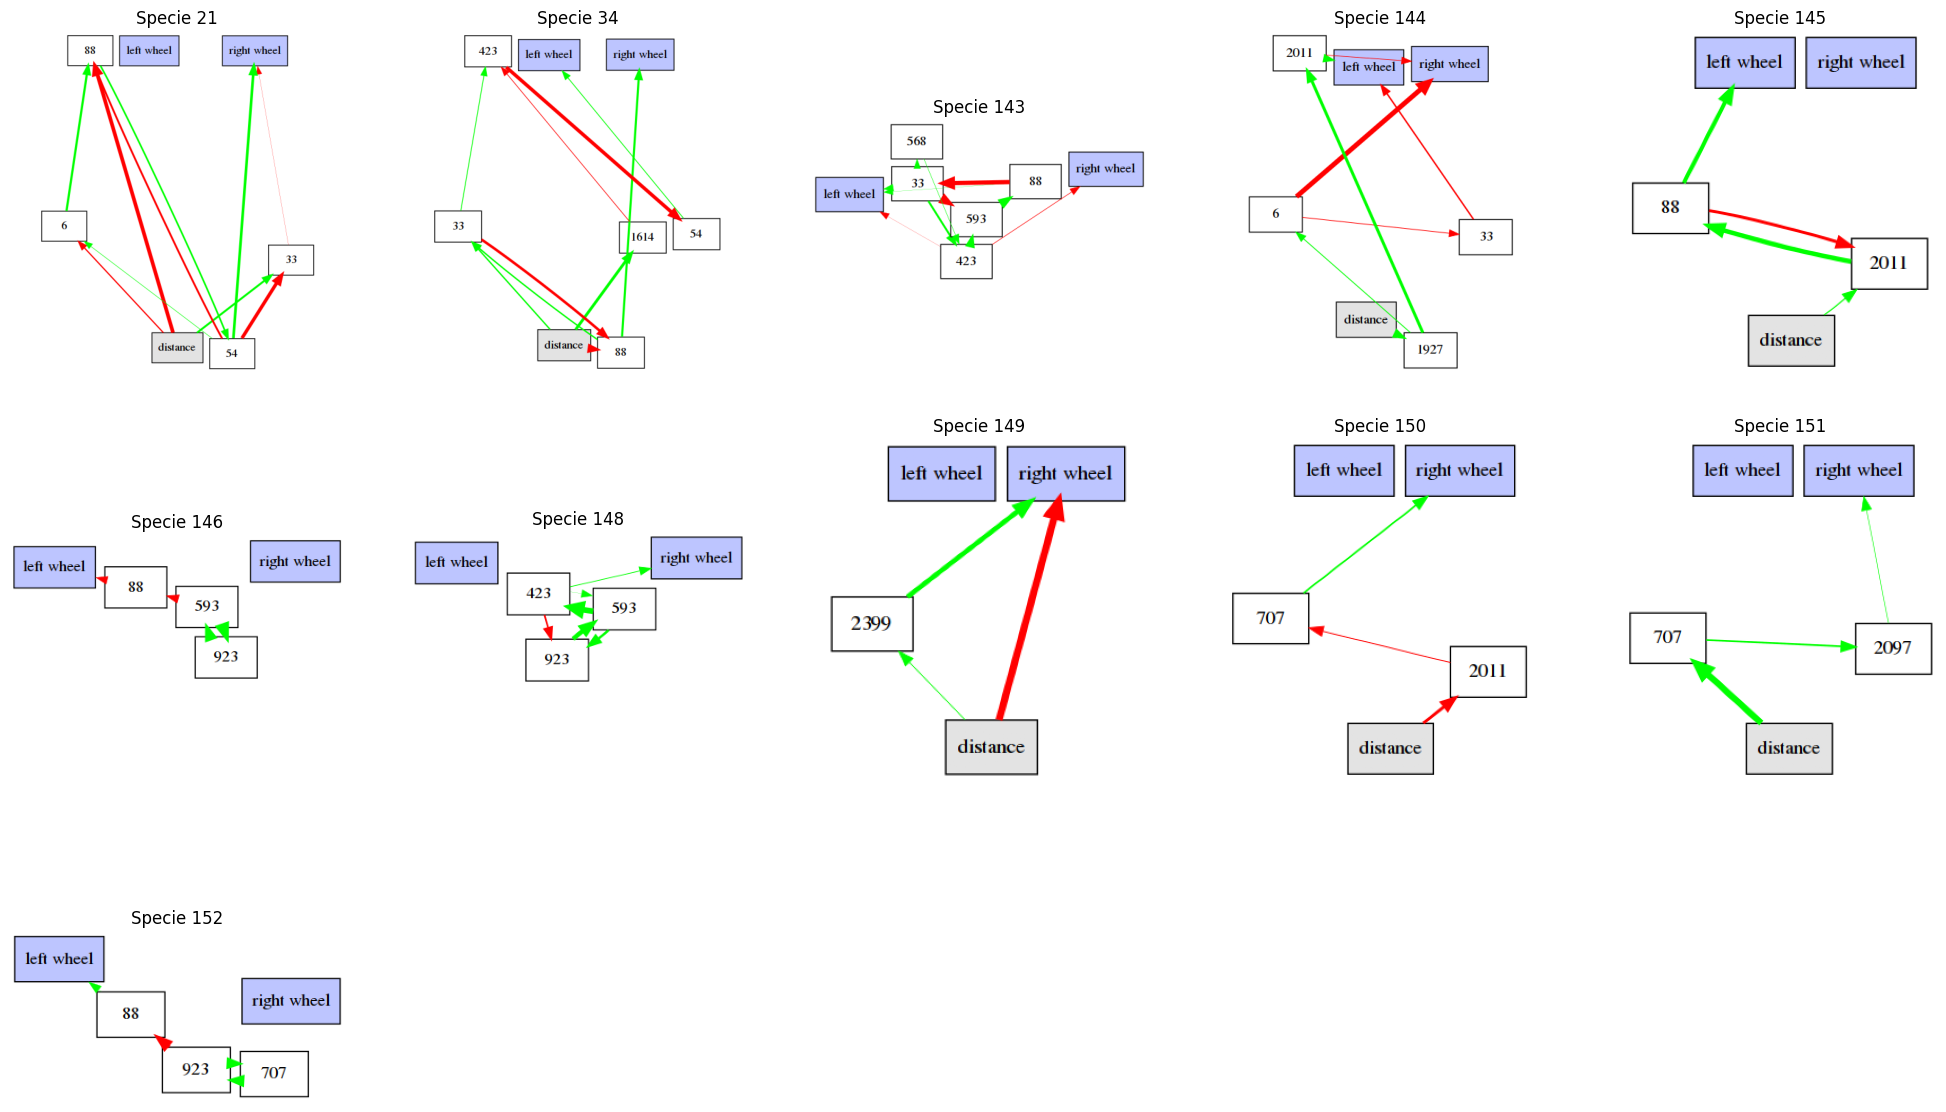 Specie 21
88
left wheel
right wheel
6
33
distance
54
Specie 34
423
left wheel
right wheel
33
1614
54
distance
88
Specie 143
568
33
88
right wheel
left wheel
593
423
Specie 144
2011
left wheel
right wheel
6
33
distance
1927
Specie 145
left wheel
right wheel
88
2011
distance
Specie 146
left wheel
88
593
right wheel
923
Specie 148
left wheel
right wheel
423
593
923
Specie 149
left wheel
right wheel
2399
distance
Specie 150
left wheel
right wheel
707
2011
distance
Specie 151
left wheel
right wheel
707
2097
distance
Specie 152
left wheel
right wheel
88
923
707